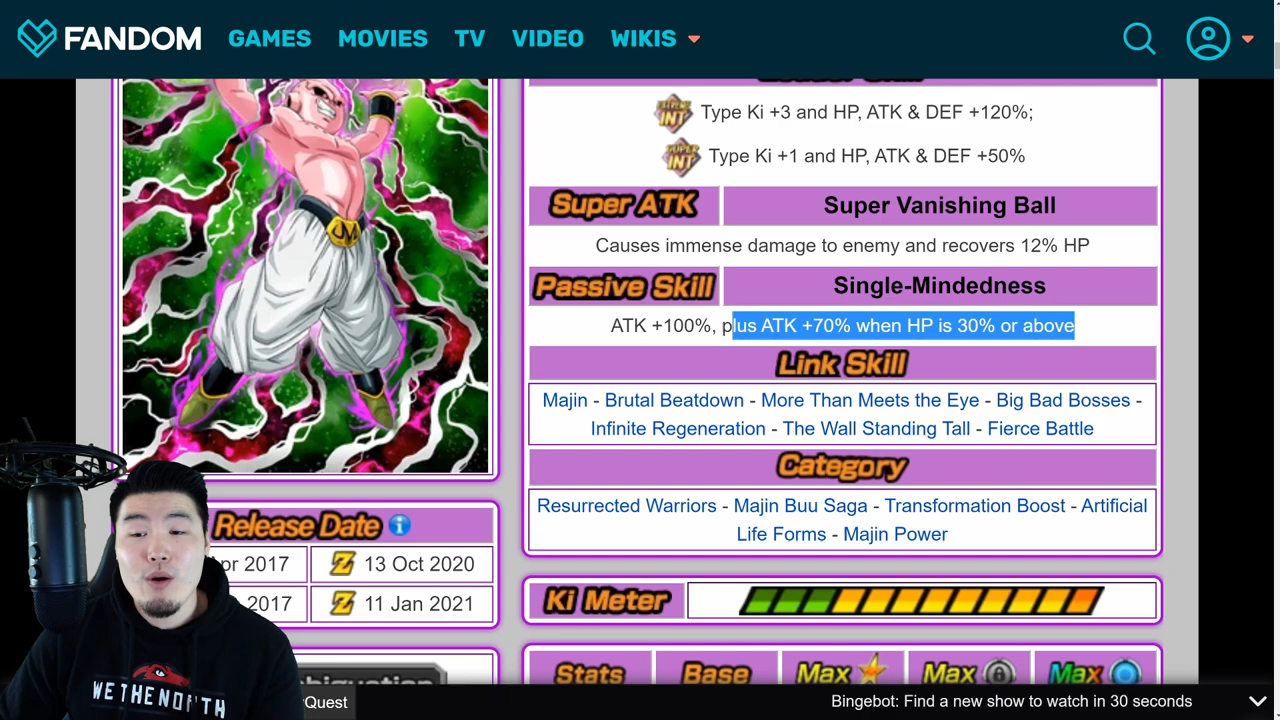 FANDOM GAMES MOVIES TV VIDEO WIKIS
EXTREME INT Type Ki +3 and HP, ATK & DEF +120%;
SUPER INT Type Ki +1 and HP, ATK & DEF +50%
Super ATK Super Vanishing Ball
Causes immense damage to enemy and recovers 12% HP
Passive Skill Single-Mindedness
ATK +100%, plus ATK +70% when HP is 30% or above
Link Skill
Majin - Brutal Beatdown - More Than Meets the Eye - Big Bad Bosses -
Infinite Regeneration - The Wall Standing Tall - Fierce Battle
Category
Resurrected Warriors - Majin Buu Saga - Transformation Boost - Artificial
Life Forms - Majin Power
Release Date i
pr 2017 Z 13 Oct 2020
2017 Z 11 Jan 2021
Ki Meter
Stats Base Max Max Max
WE THE NORTH
Quest
Bingebot: Find a new show to watch in 30 seconds